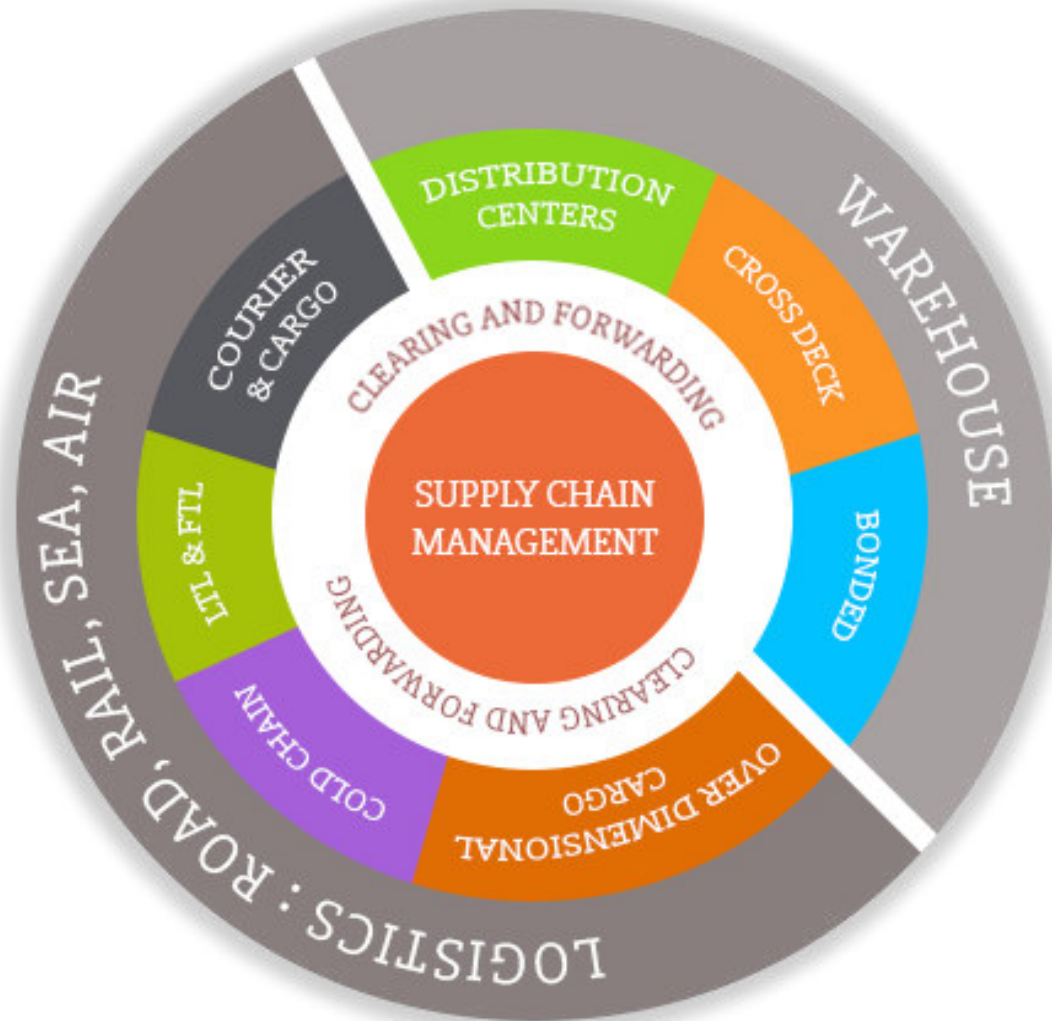 SUPPLY CHAIN
MANAGEMENT
CLEARING AND FORWARDING
CLEARING AND FORWARDING
DISTRIBUTION
CENTERS
CROSS DECK
BONDED
OVER DIMENSIONAL
CARGO
COLD CHAIN
LTL & FTL
COURIER
& CARGO
WAREHOUSE
LOGISTICS : ROAD, RAIL, SEA, AIR